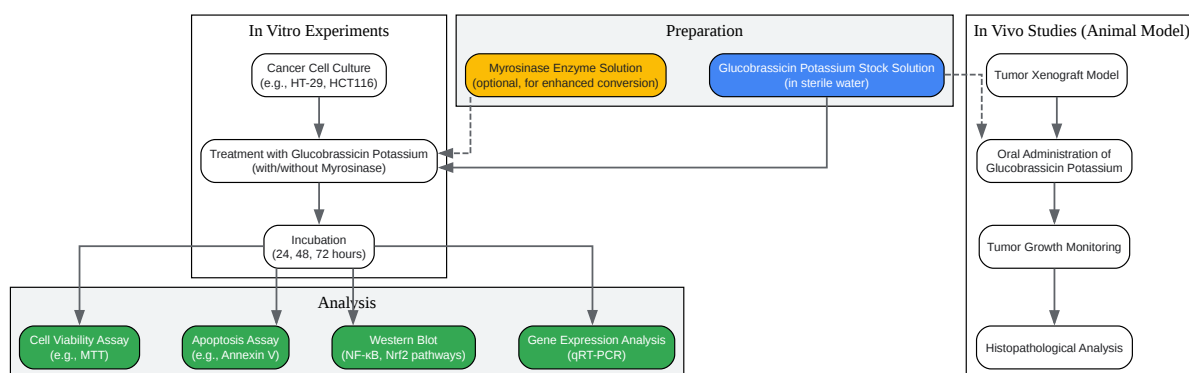 In Vitro Experiments
Cancer Cell Culture
(e.g., HT-29, HCT116)
Treatment with Glucobrassicin Potassium
(with/without Myrosinase)
Incubation
(24, 48, 72 hours)
Preparation
Myrosinase Enzyme Solution
(optional, for enhanced conversion)
Glucobrassicin Potassium Stock Solution
(in sterile water)
In Vivo Studies (Animal Model)
Tumor Xenograft Model
Oral Administration of
Glucobrassicin Potassium
Tumor Growth Monitoring
Histopathological Analysis
Analysis
Cell Viability Assay
(e.g., MTT)
Apoptosis Assay
(e.g., Annexin V)
Western Blot
(NF-κB, Nrf2 pathways)
Gene Expression Analysis
(qRT-PCR)